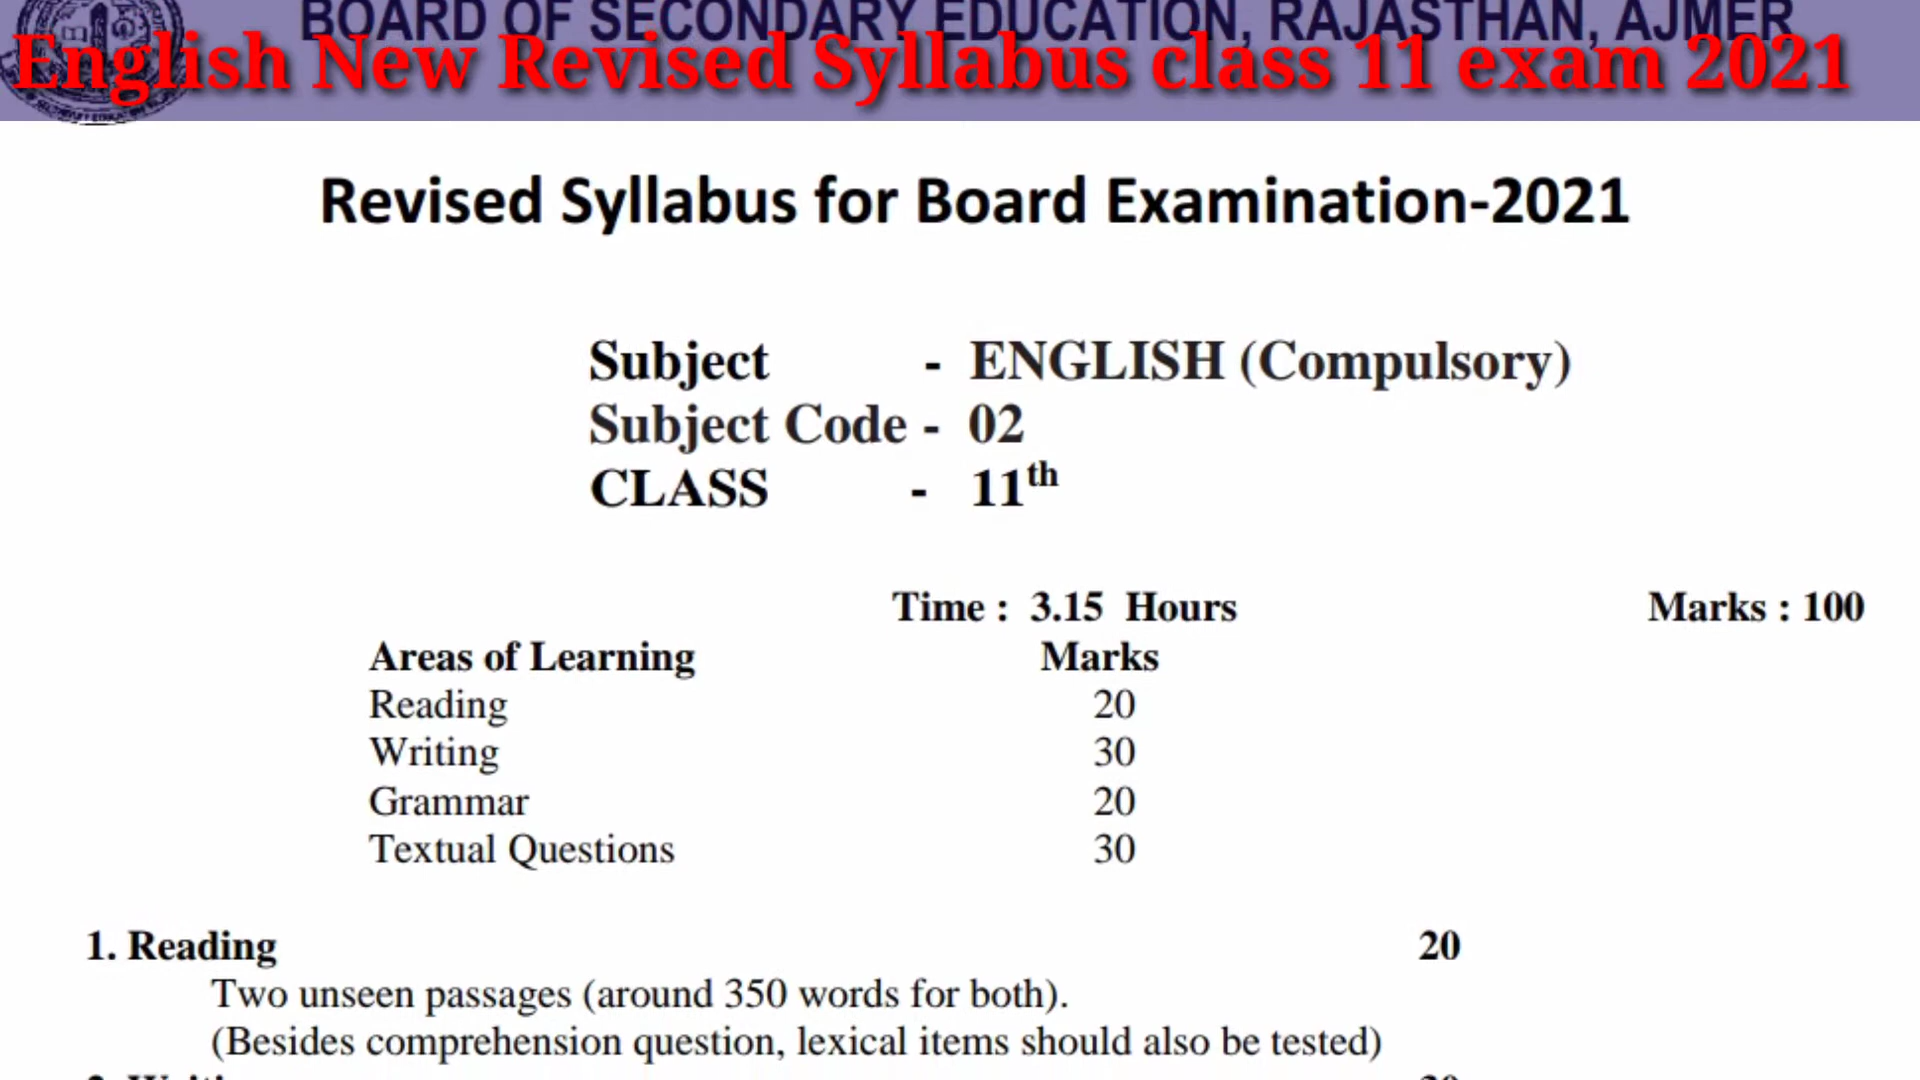 BOARD OF SECONDARY EDUCATION, RAJASTHAN, AJMER
English New Revised Syllabus class 11 exam 2021
Revised Syllabus for Board Examination-2021
Subject - ENGLISH (Compulsory)
Subject Code - 02
CLASS - 11th
Time : 3.15 Hours Marks : 100
Areas of Learning Marks
Reading 20
Writing 30
Grammar 20
Textual Questions 30
1. Reading 20
Two unseen passages (around 350 words for both).
(Besides comprehension question, lexical items should also be tested)